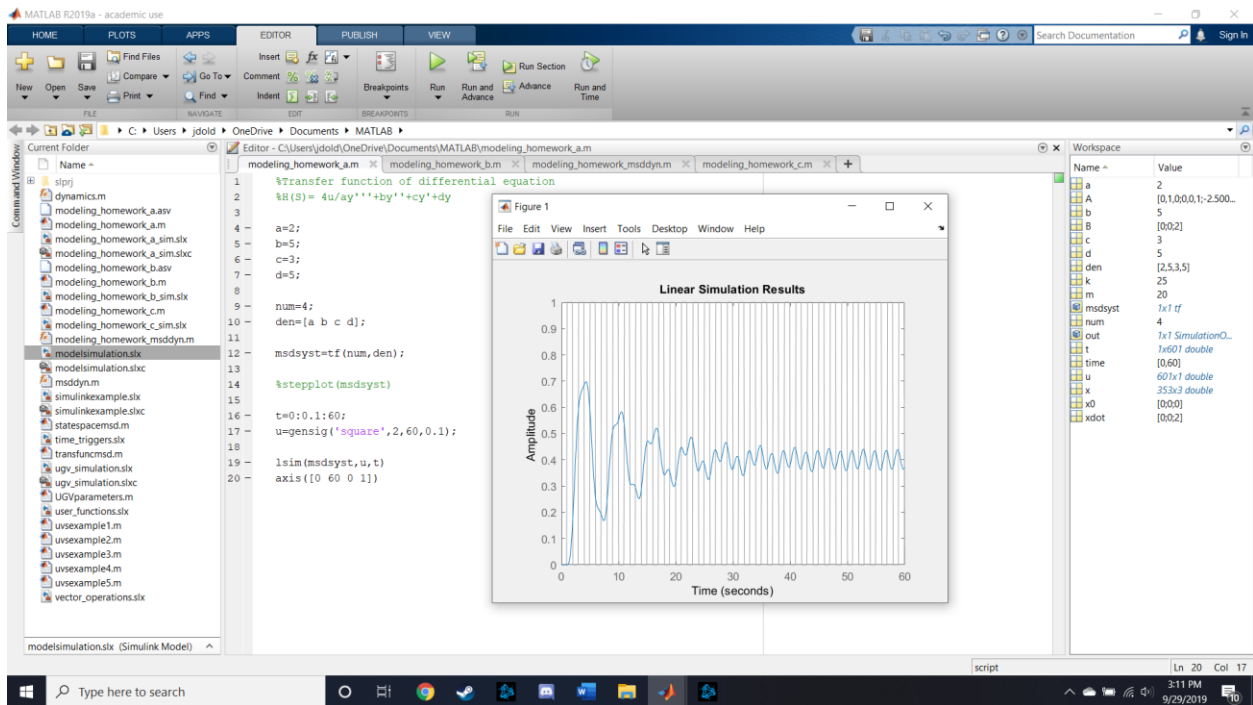 MATLAB R2019a - academic use
HOME PLOTS APPS EDITOR PUBLISH VIEW
Search Documentation
Sign In
New Open Save
Find Files
Compare
Print
FILE
Go To
Find
NAVIGATE
Insert fx
Comment
Indent
EDIT
Breakpoints
BREAKPOINTS
Run
Run and Advance
Run Section
Advance
Run and Time
RUN
C: Users jdold OneDrive Documents MATLAB
Command Window
Current Folder
Name
slprj
dynamics.m
modeling_homework_a.asv
modeling_homework_a.m
modeling_homework_a_sim.slx
modeling_homework_a_sim.slxc
modeling_homework_b.asv
modeling_homework_b.m
modeling_homework_b_sim.slx
modeling_homework_c.m
modeling_homework_c_sim.slx
modeling_homework_msddyn.m
modelsimulation.slx
modelsimulation.slxc
msddyn.m
simulinkexample.slx
simulinkexample.slxc
statespacemsd.m
time_triggers.slx
transfuncmsd.m
ugv_simulation.slx
ugv_simulation.slxc
UGVparameters.m
user_functions.slx
uvsexample1.m
uvsexample2.m
uvsexample3.m
uvsexample4.m
uvsexample5.m
vector_operations.slx
modelsimulation.slx (Simulink Model)
Editor - C:\Users\jdold\OneDrive\Documents\MATLAB\modeling_homework_a.m
modeling_homework_a.m modeling_homework_b.m modeling_homework_msddyn.m modeling_homework_c.m
1 %Transfer function of differential equation
2 %H(S)= 4u/ay'''+by''+cy'+dy
3
4 a=2;
5 b=5;
6 c=3;
7 d=5;
8
9 num=4;
10 den=[a b c d];
11
12 msdsyst=tf(num,den);
13
14 %stepplot(msdsyst)
15
16 t=0:0.1:60;
17 u=gensig('square',2,60,0.1);
18
19 lsim(msdsyst,u,t)
20 axis([0 60 0 1])
Figure 1
File Edit View Insert Tools Desktop Window Help
Linear Simulation Results
Amplitude
1
0.9
0.8
0.7
0.6
0.5
0.4
0.3
0.2
0.1
0
0 10 20 30 40 50 60
Time (seconds)
Workspace
Name Value
a 2
A [0,1,0;0,0,1;-2.500...
b 5
B [0;0;2]
c 3
d 5
den [2,5,3,5]
k 25
m 20
msdsyst 1x1 tf
num 4
out 1x1 SimulationO...
t 1x601 double
time [0,60]
u 601x1 double
x 353x3 double
x0 [0;0;0]
xdot [0;0;2]
script
Ln 20 Col 17
Type here to search
3:11 PM
9/29/2019